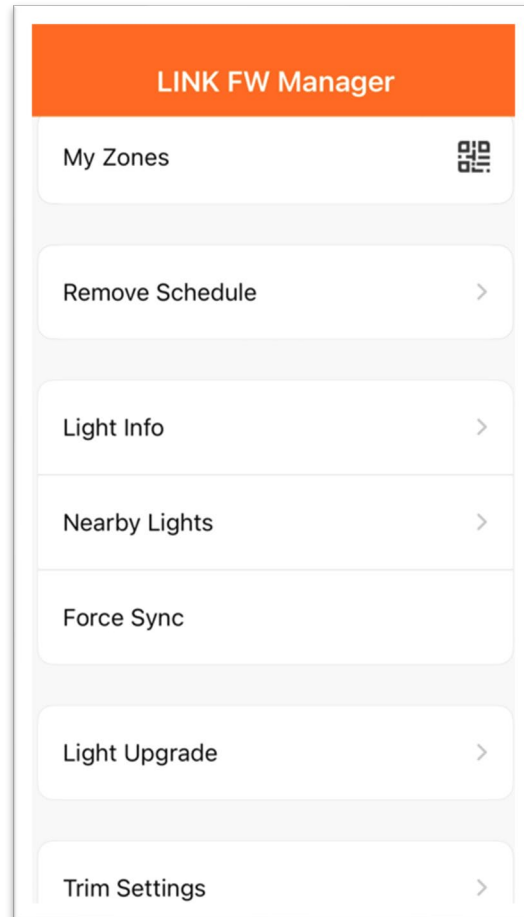 LINK FW Manager
My Zones
Remove Schedule
Light Info
Nearby Lights
Force Sync
Light Upgrade
Trim Settings